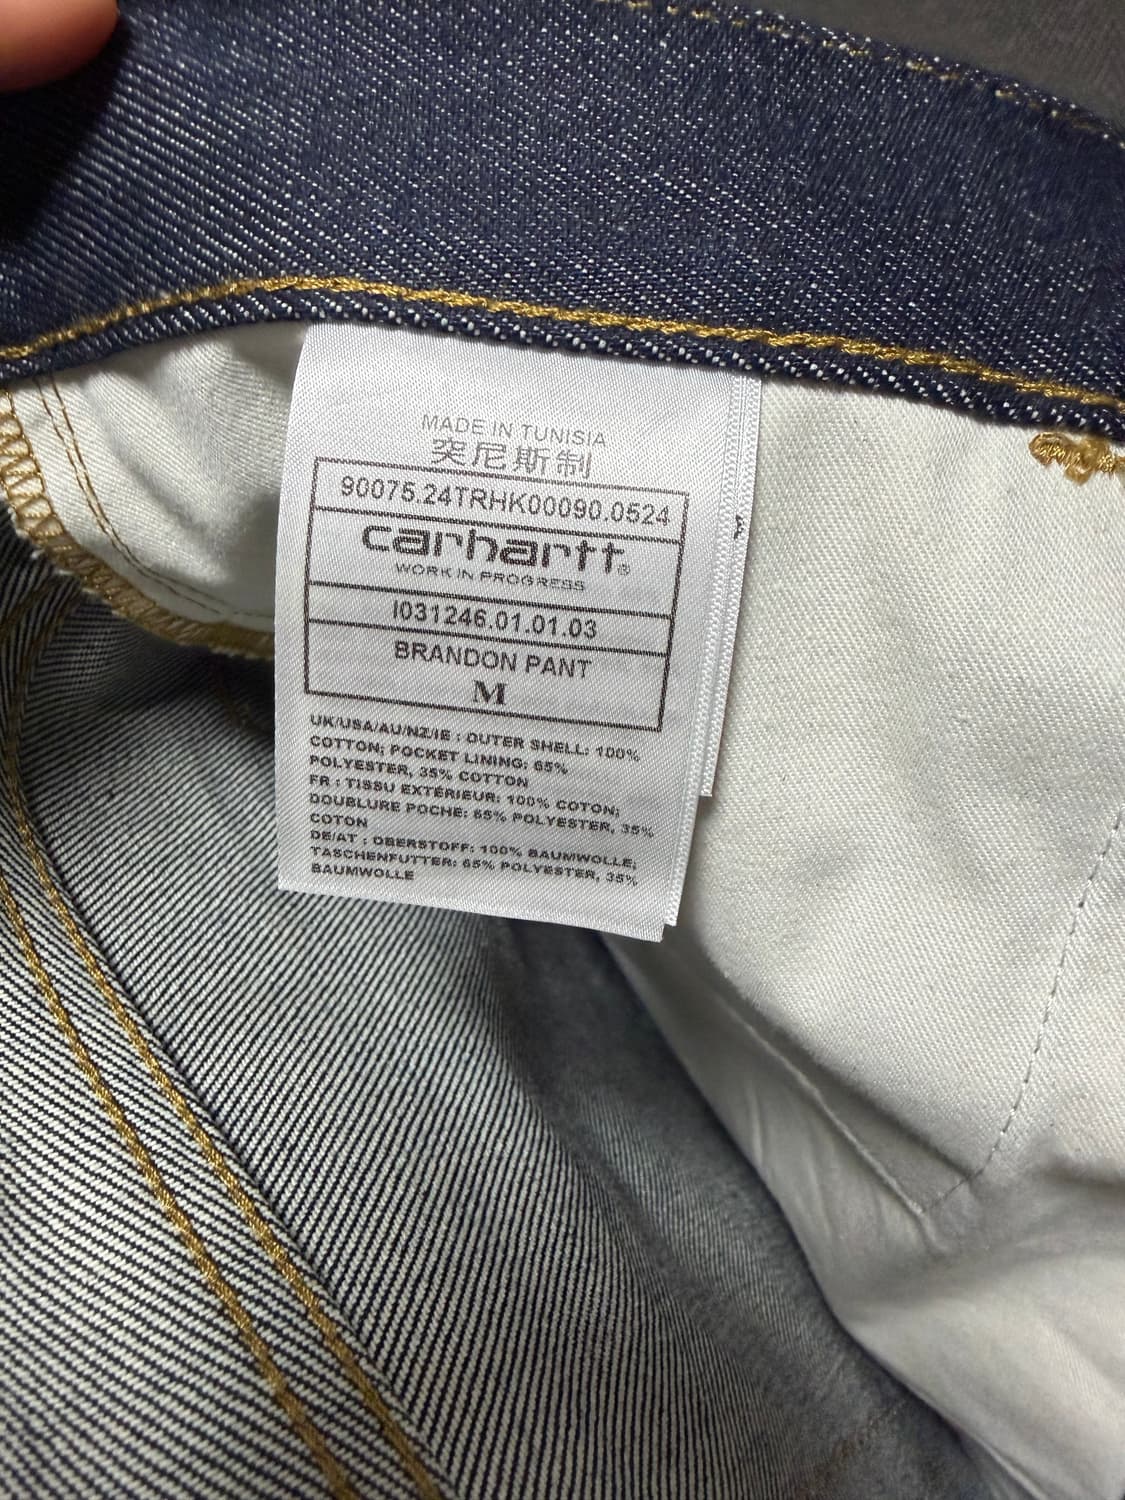 MADE IN TUNISIA
突尼斯制
90075.24TRHK00090.0524
carhartt®
WORK IN PROGRESS
I031246.01.01.03
BRANDON PANT
M
UK/USA/AU/NZ/IE : OUTER SHELL: 100%
COTTON; POCKET LINING: 65%
POLYESTER, 35% COTTON
FR : TISSU EXTÉRIEUR: 100% COTON;
DOUBLURE POCHE: 65% POLYESTER, 35%
COTON
DE/AT : OBERSTOFF: 100% BAUMWOLLE;
TASCHENFUTTER: 65% POLYESTER, 35%
BAUMWOLLE